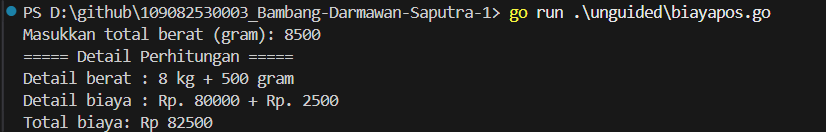 PS D:\github\109082530003_Bambang-Darmawan-Saputra-1> go run .\unguided\biayapos.go
Masukkan total berat (gram): 8500
===== Detail Perhitungan =====
Detail berat : 8 kg + 500 gram
Detail biaya : Rp. 80000 + Rp. 2500
Total biaya: Rp 82500